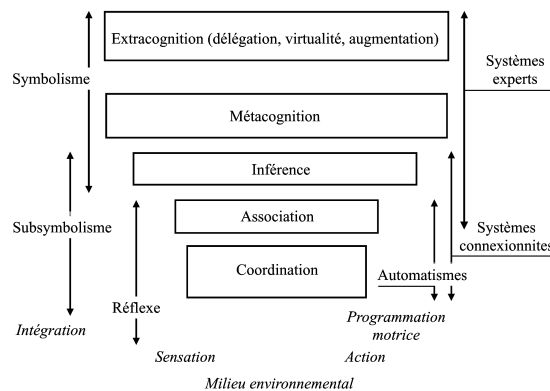 Extracognition (délégation, virtualité, augmentation)
Symbolisme
Systèmes
experts
Métacognition
Inférence
Association
Subsymbolisme
Systèmes
connexionnites
Coordination
Automatismes
Réflexe
Intégration
Programmation
motrice
Sensation
Action
Milieu environnemental